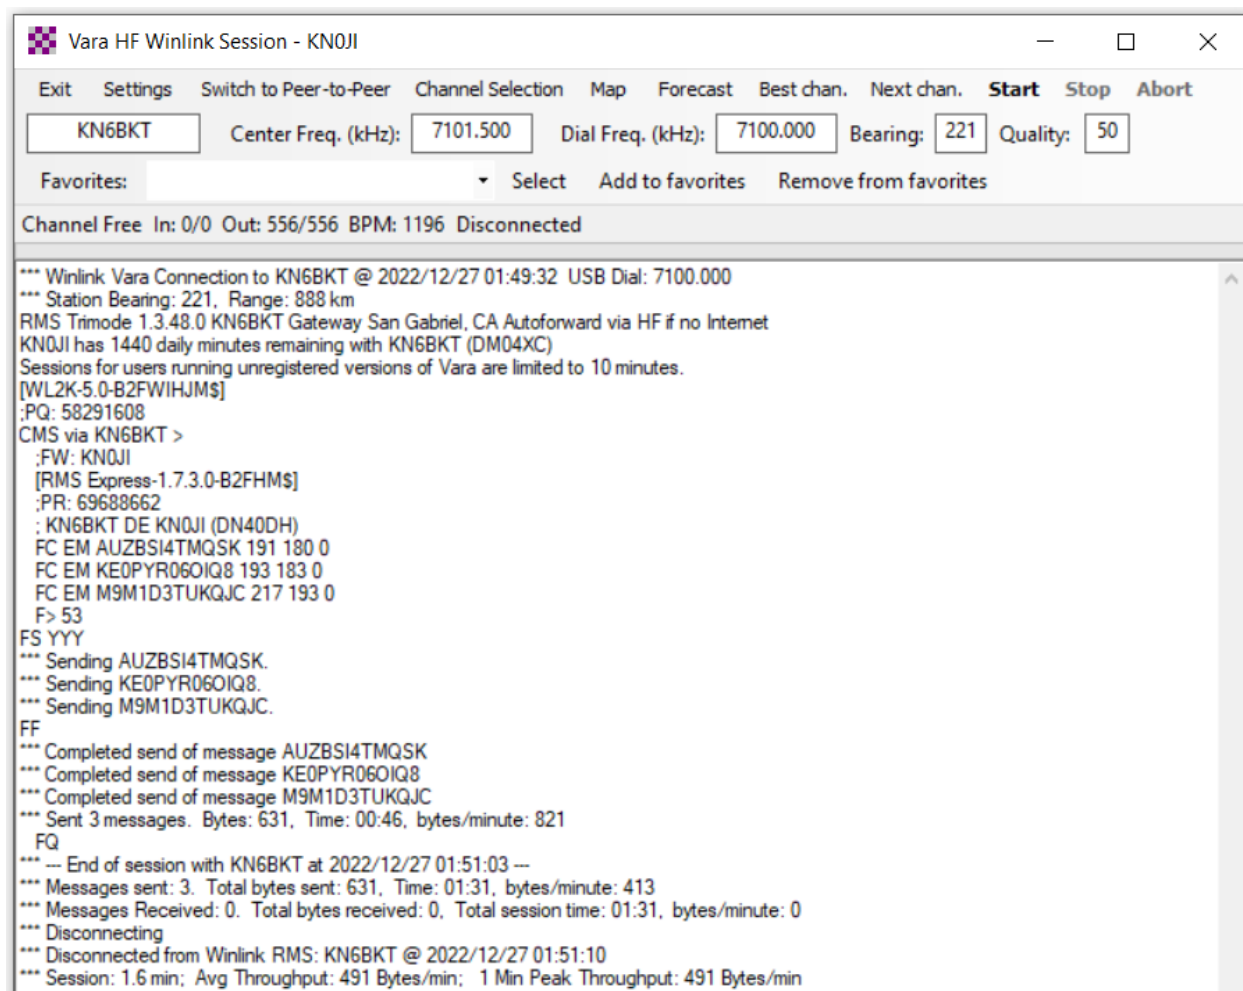 Vara HF Winlink Session - KN0JI
Exit Settings Switch to Peer-to-Peer Channel Selection Map Forecast Best chan. Next chan. Start Stop Abort
KN6BKT Center Freq. (kHz): 7101.500 Dial Freq. (kHz): 7100.000 Bearing: 221 Quality: 50
Favorites: Select Add to favorites Remove from favorites
Channel Free In: 0/0 Out: 556/556 BPM: 1196 Disconnected
*** Winlink Vara Connection to KN6BKT @ 2022/12/27 01:49:32 USB Dial: 7100.000
*** Station Bearing: 221, Range: 888 km
RMS Trimode 1.3.48.0 KN6BKT Gateway San Gabriel, CA Autoforward via HF if no Internet
KN0JI has 1440 daily minutes remaining with KN6BKT (DM04XC)
Sessions for users running unregistered versions of Vara are limited to 10 minutes.
[WL2K-5.0-B2FWIHJM$]
;PQ: 58291608
CMS via KN6BKT >
;FW: KN0JI
[RMS Express-1.7.3.0-B2FHM$]
;PR: 69688662
; KN6BKT DE KN0JI (DN40DH)
FC EM AUZBSI4TMQSK 191 180 0
FC EM KE0PYR06OIQ8 193 183 0
FC EM M9M1D3TUKQJC 217 193 0
F> 53
FS YYY
*** Sending AUZBSI4TMQSK.
*** Sending KE0PYR06OIQ8.
*** Sending M9M1D3TUKQJC.
FF
*** Completed send of message AUZBSI4TMQSK
*** Completed send of message KE0PYR06OIQ8
*** Completed send of message M9M1D3TUKQJC
*** Sent 3 messages. Bytes: 631, Time: 00:46, bytes/minute: 821
FQ
*** --- End of session with KN6BKT at 2022/12/27 01:51:03 ---
*** Messages sent: 3. Total bytes sent: 631, Time: 01:31, bytes/minute: 413
*** Messages Received: 0. Total bytes received: 0, Total session time: 01:31, bytes/minute: 0
*** Disconnecting
*** Disconnected from Winlink RMS: KN6BKT @ 2022/12/27 01:51:10
*** Session: 1.6 min; Avg Throughput: 491 Bytes/min; 1 Min Peak Throughput: 491 Bytes/min